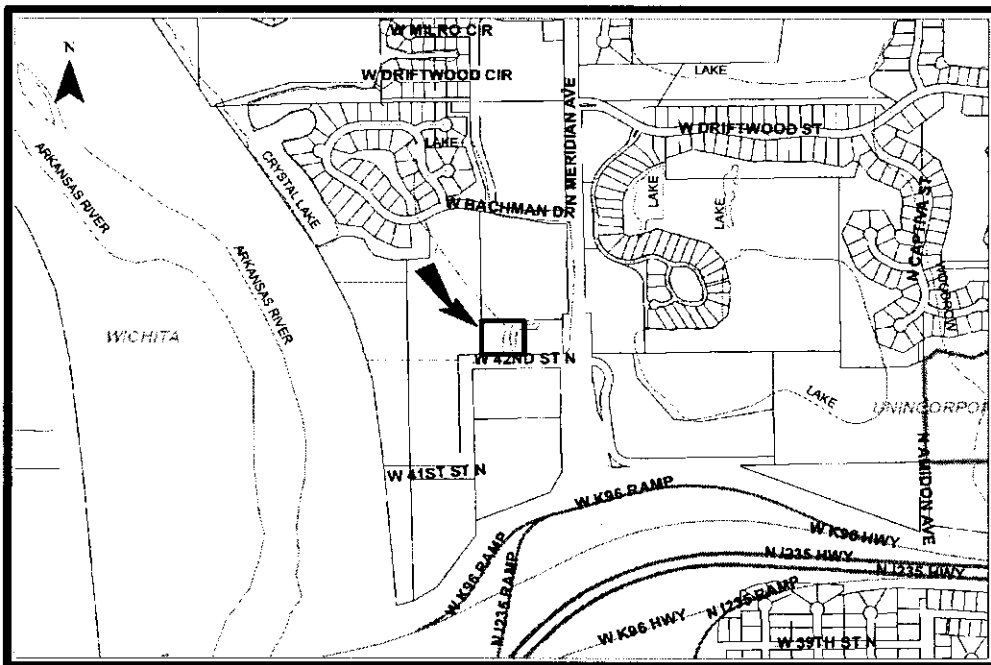 W MILRO CIR
N
W DRIFTWOOD CIR
LAKE
N MERIDIAN AVE
W DRIFTWOOD ST
LAKE
ARKANSAS RIVER
CRYSTAL LAKE
LAKE
LAKE
N CAPTIVA ST
W BACHMAN DR
ARKANSAS RIVER
WOODROW
WICHITA
W 42ND ST N
LAKE
UNINCORPOR
W 41ST ST N
N AMIDON AVE
W K96 RAMP
W K96 HWY
N I235 HWY
N I235 HWY
W K96 RAMP
N I235 RAMP
W K96 HWY
N I235 RAMP
W 39TH ST N